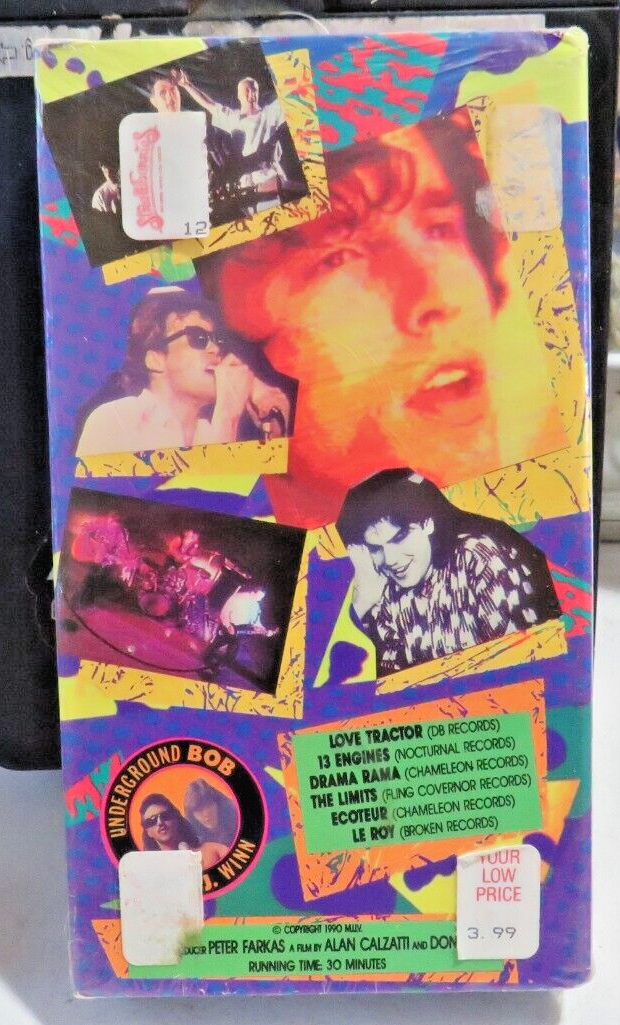 12
LOVE TRACTOR (DB RECORDS)
13 ENGINES (NOCTURNAL RECORDS)
DRAMA RAMA (CHAMELEON RECORDS)
THE LIMITS (FLING GOVERNOR RECORDS)
ECOTEUR (CHAMELEON RECORDS)
LE ROY (BROKEN RECORDS)
UNDERGROUND BOB
J. WINN
YOUR
LOW
PRICE
3.99
© COPYRIGHT 1990 M.U.V.
PETER FARKAS A FILM BY ALAN CALZATTI AND DON
RUNNING TIME: 30 MINUTES